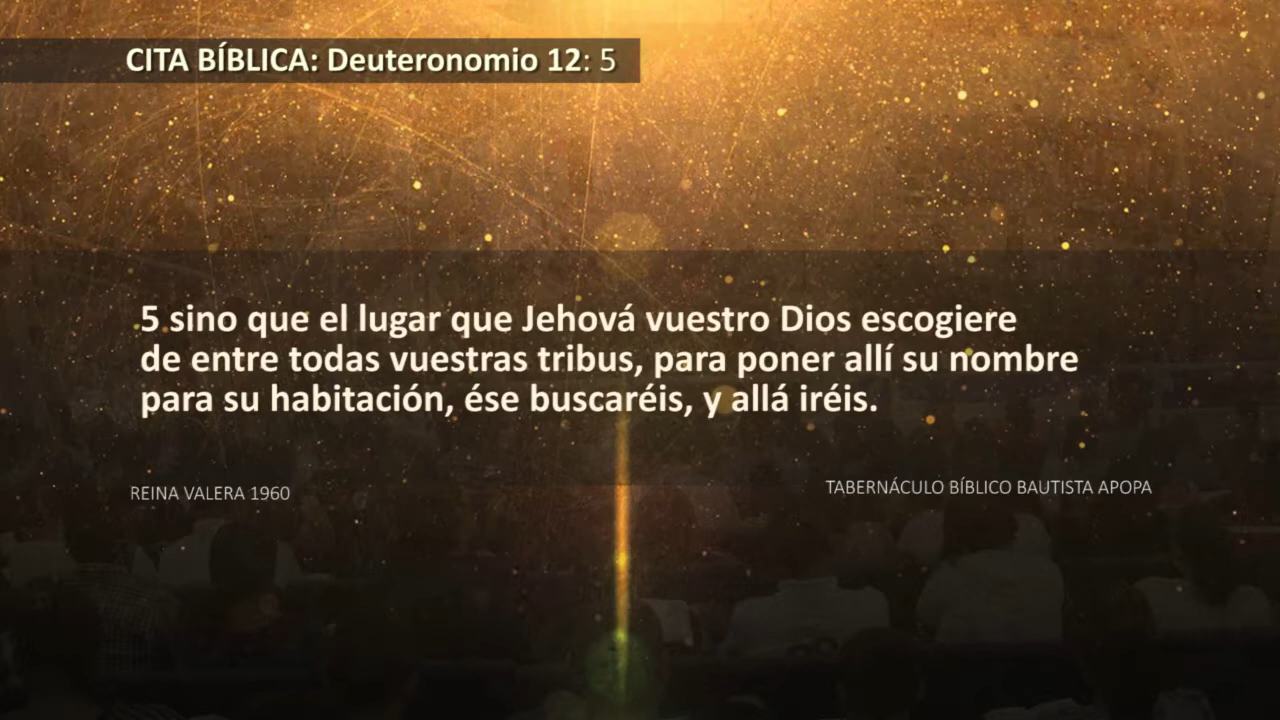 CITA BÍBLICA: Deuteronomio 12: 5
5 sino que el lugar que Jehová vuestro Dios escogiere
de entre todas vuestras tribus, para poner allí su nombre
para su habitación, ése buscaréis, y allá iréis.
REINA VALERA 1960
TABERNÁCULO BÍBLICO BAUTISTA APOPA